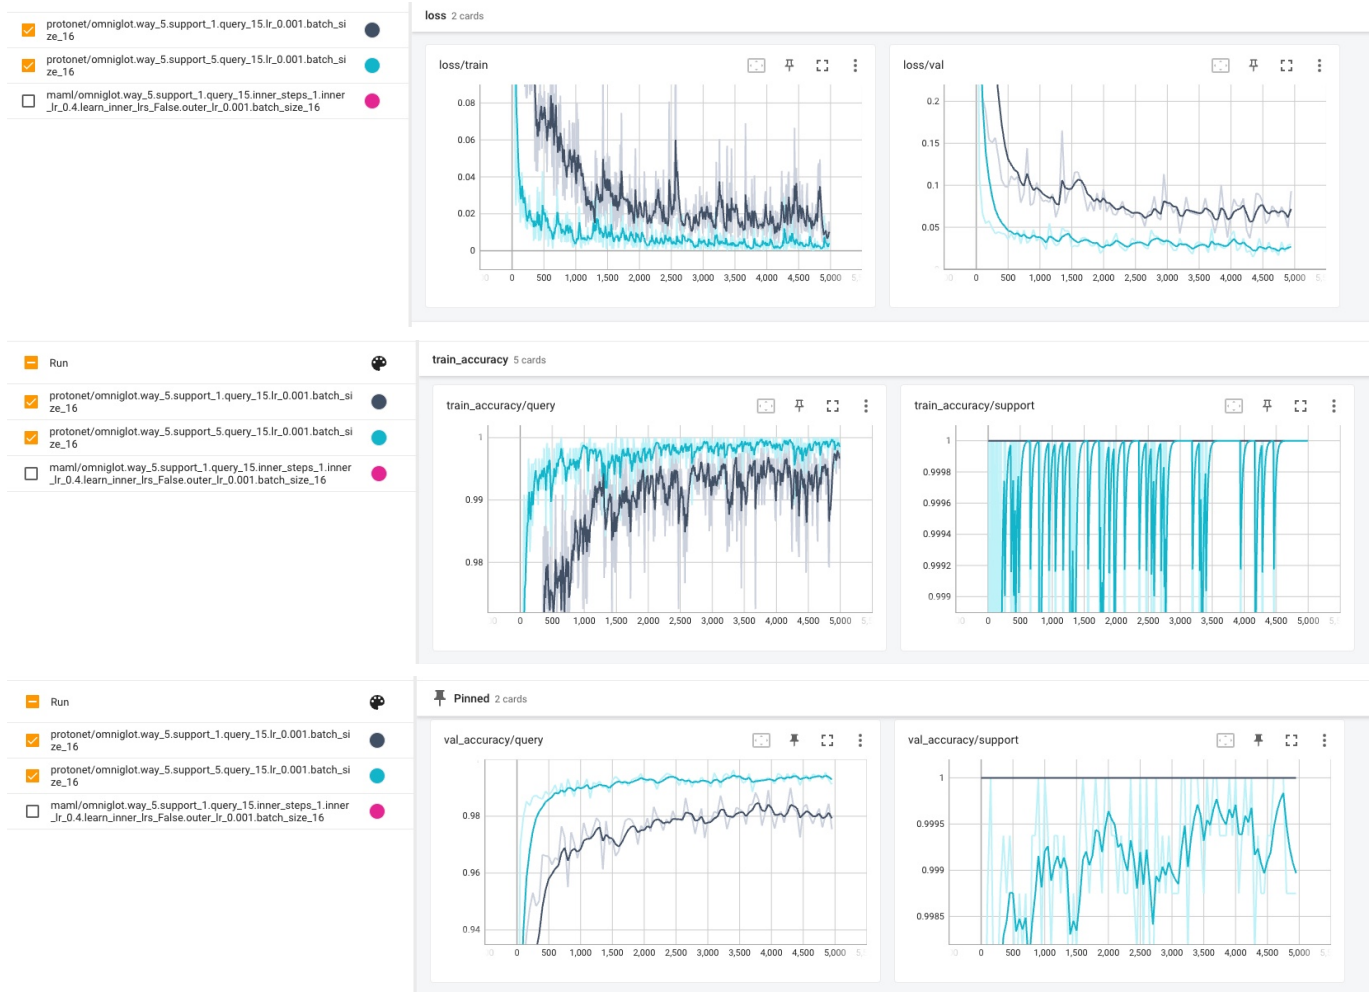 protonet/omniglot.way_5.support_1.query_15.lr_0.001.batch_si
ze_16
protonet/omniglot.way_5.support_5.query_15.lr_0.001.batch_si
ze_16
maml/omniglot.way_5.support_1.query_15.inner_steps_1.inner
_lr_0.4.learn_inner_lrs_False.outer_lr_0.001.batch_size_16
loss 2 cards
loss/train
0.08
0.06
0.04
0.02
0
0 500 1,000 1,500 2,000 2,500 3,000 3,500 4,000 4,500 5,000
loss/val
0.2
0.15
0.1
0.05
0 500 1,000 1,500 2,000 2,500 3,000 3,500 4,000 4,500 5,000
Run
protonet/omniglot.way_5.support_1.query_15.lr_0.001.batch_si
ze_16
protonet/omniglot.way_5.support_5.query_15.lr_0.001.batch_si
ze_16
maml/omniglot.way_5.support_1.query_15.inner_steps_1.inner
_lr_0.4.learn_inner_lrs_False.outer_lr_0.001.batch_size_16
train_accuracy 5 cards
train_accuracy/query
1
0.99
0.98
0 500 1,000 1,500 2,000 2,500 3,000 3,500 4,000 4,500 5,000
train_accuracy/support
1
0.9998
0.9996
0.9994
0.9992
0.999
0 500 1,000 1,500 2,000 2,500 3,000 3,500 4,000 4,500 5,000
Run
protonet/omniglot.way_5.support_1.query_15.lr_0.001.batch_si
ze_16
protonet/omniglot.way_5.support_5.query_15.lr_0.001.batch_si
ze_16
maml/omniglot.way_5.support_1.query_15.inner_steps_1.inner
_lr_0.4.learn_inner_lrs_False.outer_lr_0.001.batch_size_16
Pinned 2 cards
val_accuracy/query
0.98
0.96
0.94
0 500 1,000 1,500 2,000 2,500 3,000 3,500 4,000 4,500 5,000
val_accuracy/support
1
0.9995
0.999
0.9985
0 500 1,000 1,500 2,000 2,500 3,000 3,500 4,000 4,500 5,000